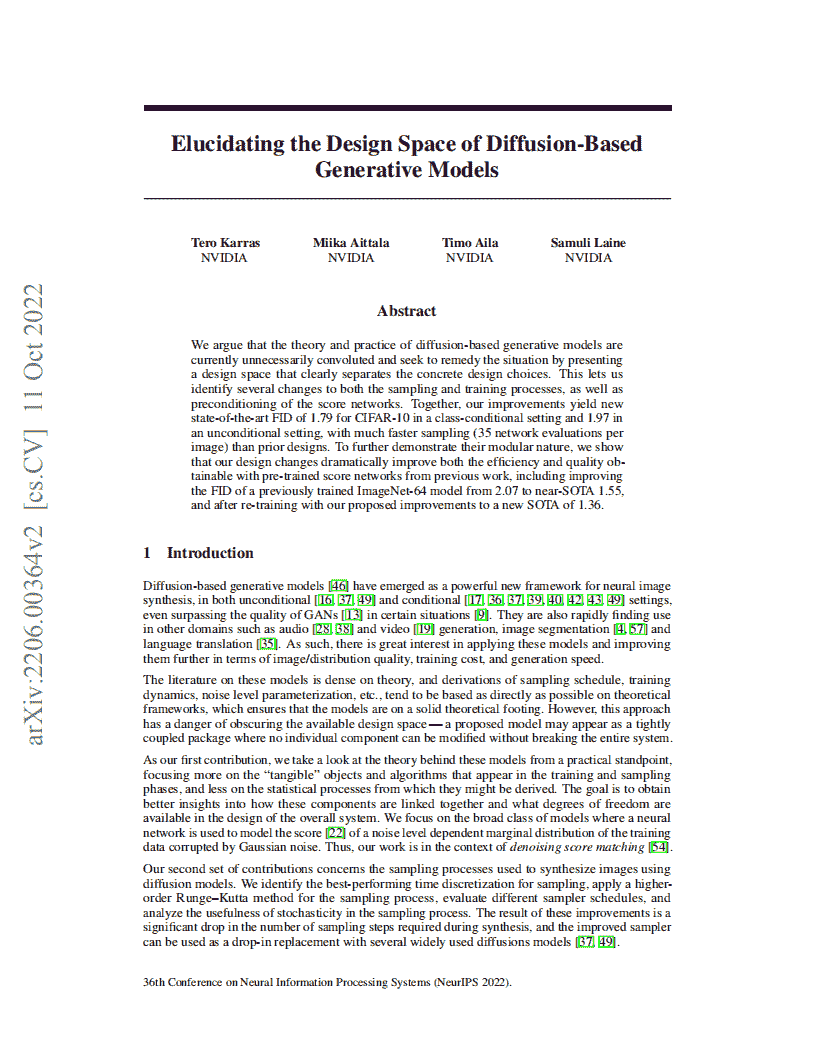 Elucidating the Design Space of Diffusion-Based
Generative Models
Tero Karras Miika Aittala Timo Aila Samuli Laine
NVIDIA NVIDIA NVIDIA NVIDIA
Abstract
We argue that the theory and practice of diffusion-based generative models are
currently unnecessarily convoluted and seek to remedy the situation by presenting
a design space that clearly separates the concrete design choices. This lets us
identify several changes to both the sampling and training processes, as well as
preconditioning of the score networks. Together, our improvements yield new
state-of-the-art FID of 1.79 for CIFAR-10 in a class-conditional setting and 1.97 in
an unconditional setting, with much faster sampling (35 network evaluations per
image) than prior designs. To further demonstrate their modular nature, we show
that our design changes dramatically improve both the efficiency and quality ob-
tainable with pre-trained score networks from previous work, including improving
the FID of a previously trained ImageNet-64 model from 2.07 to near-SOTA 1.55,
and after re-training with our proposed improvements to a new SOTA of 1.36.
1 Introduction
Diffusion-based generative models [46] have emerged as a powerful new framework for neural image
synthesis, in both unconditional [16, 37, 49] and conditional [17, 36, 37, 39, 40, 42, 43, 49] settings,
even surpassing the quality of GANs [13] in certain situations [9]. They are also rapidly finding use
in other domains such as audio [28, 38] and video [19] generation, image segmentation [4, 57] and
language translation [35]. As such, there is great interest in applying these models and improving
them further in terms of image/distribution quality, training cost, and generation speed.
The literature on these models is dense on theory, and derivations of sampling schedule, training
dynamics, noise level parameterization, etc., tend to be based as directly as possible on theoretical
frameworks, which ensures that the models are on a solid theoretical footing. However, this approach
has a danger of obscuring the available design space — a proposed model may appear as a tightly
coupled package where no individual component can be modified without breaking the entire system.
As our first contribution, we take a look at the theory behind these models from a practical standpoint,
focusing more on the “tangible” objects and algorithms that appear in the training and sampling
phases, and less on the statistical processes from which they might be derived. The goal is to obtain
better insights into how these components are linked together and what degrees of freedom are
available in the design of the overall system. We focus on the broad class of models where a neural
network is used to model the score [22] of a noise level dependent marginal distribution of the training
data corrupted by Gaussian noise. Thus, our work is in the context of denoising score matching [54].
Our second set of contributions concerns the sampling processes used to synthesize images using
diffusion models. We identify the best-performing time discretization for sampling, apply a higher-
order Runge–Kutta method for the sampling process, evaluate different sampler schedules, and
analyze the usefulness of stochasticity in the sampling process. The result of these improvements is a
significant drop in the number of sampling steps required during synthesis, and the improved sampler
can be used as a drop-in replacement with several widely used diffusions models [37, 49].
36th Conference on Neural Information Processing Systems (NeurIPS 2022).
arXiv:2206.00364v2 [cs.CV] 11 Oct 2022